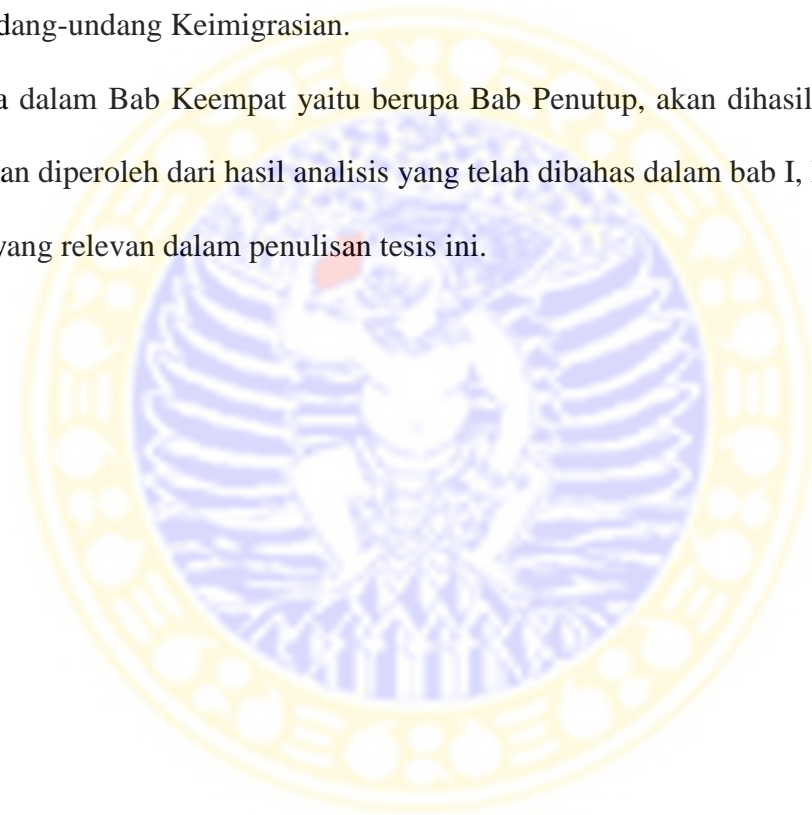 dang-undang Keimigrasian.
dalam Bab Keempat yaitu berupa Bab Penutup, akan dihasil
an diperoleh dari hasil analisis yang telah dibahas dalam bab I,
yang relevan dalam penulisan tesis ini.